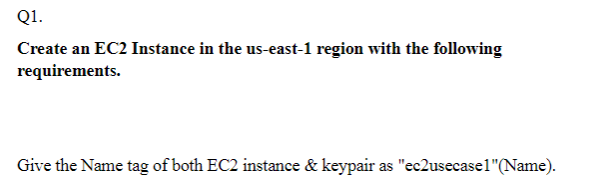 Q1.
Create an EC2 Instance in the us-east-1 region with the following
requirements.
Give the Name tag of both EC2 instance & keypair as "ec2usecase1"(Name).